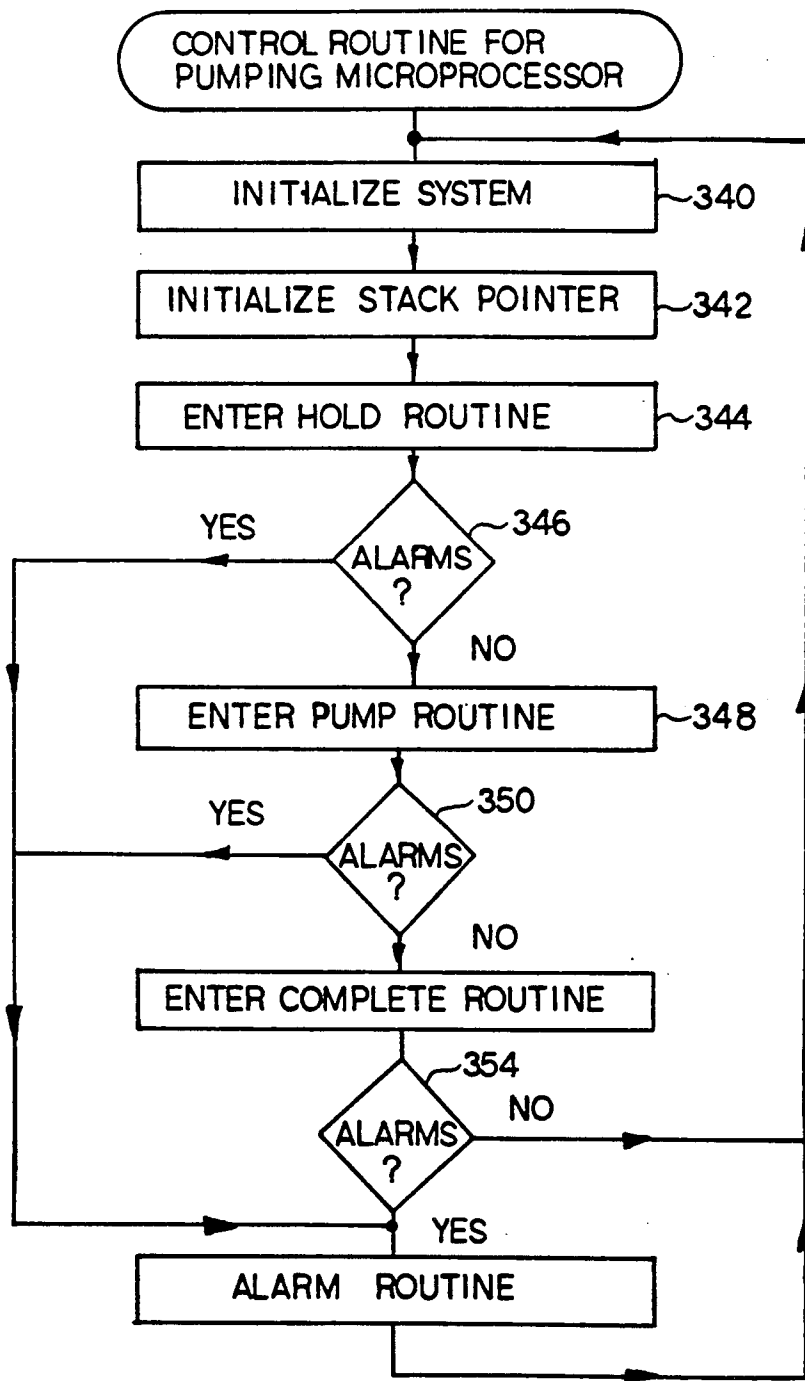 CONTROL ROUTINE FOR
PUMPING MICROPROCESSOR
INITIALIZE SYSTEM
340
INITIALIZE STACK POINTER
342
ENTER HOLD ROUTINE
344
YES
346
ALARMS
?
NO
ENTER PUMP ROUTINE
348
YES
350
ALARMS
?
NO
ENTER COMPLETE ROUTINE
354
NO
ALARMS
?
YES
ALARM ROUTINE